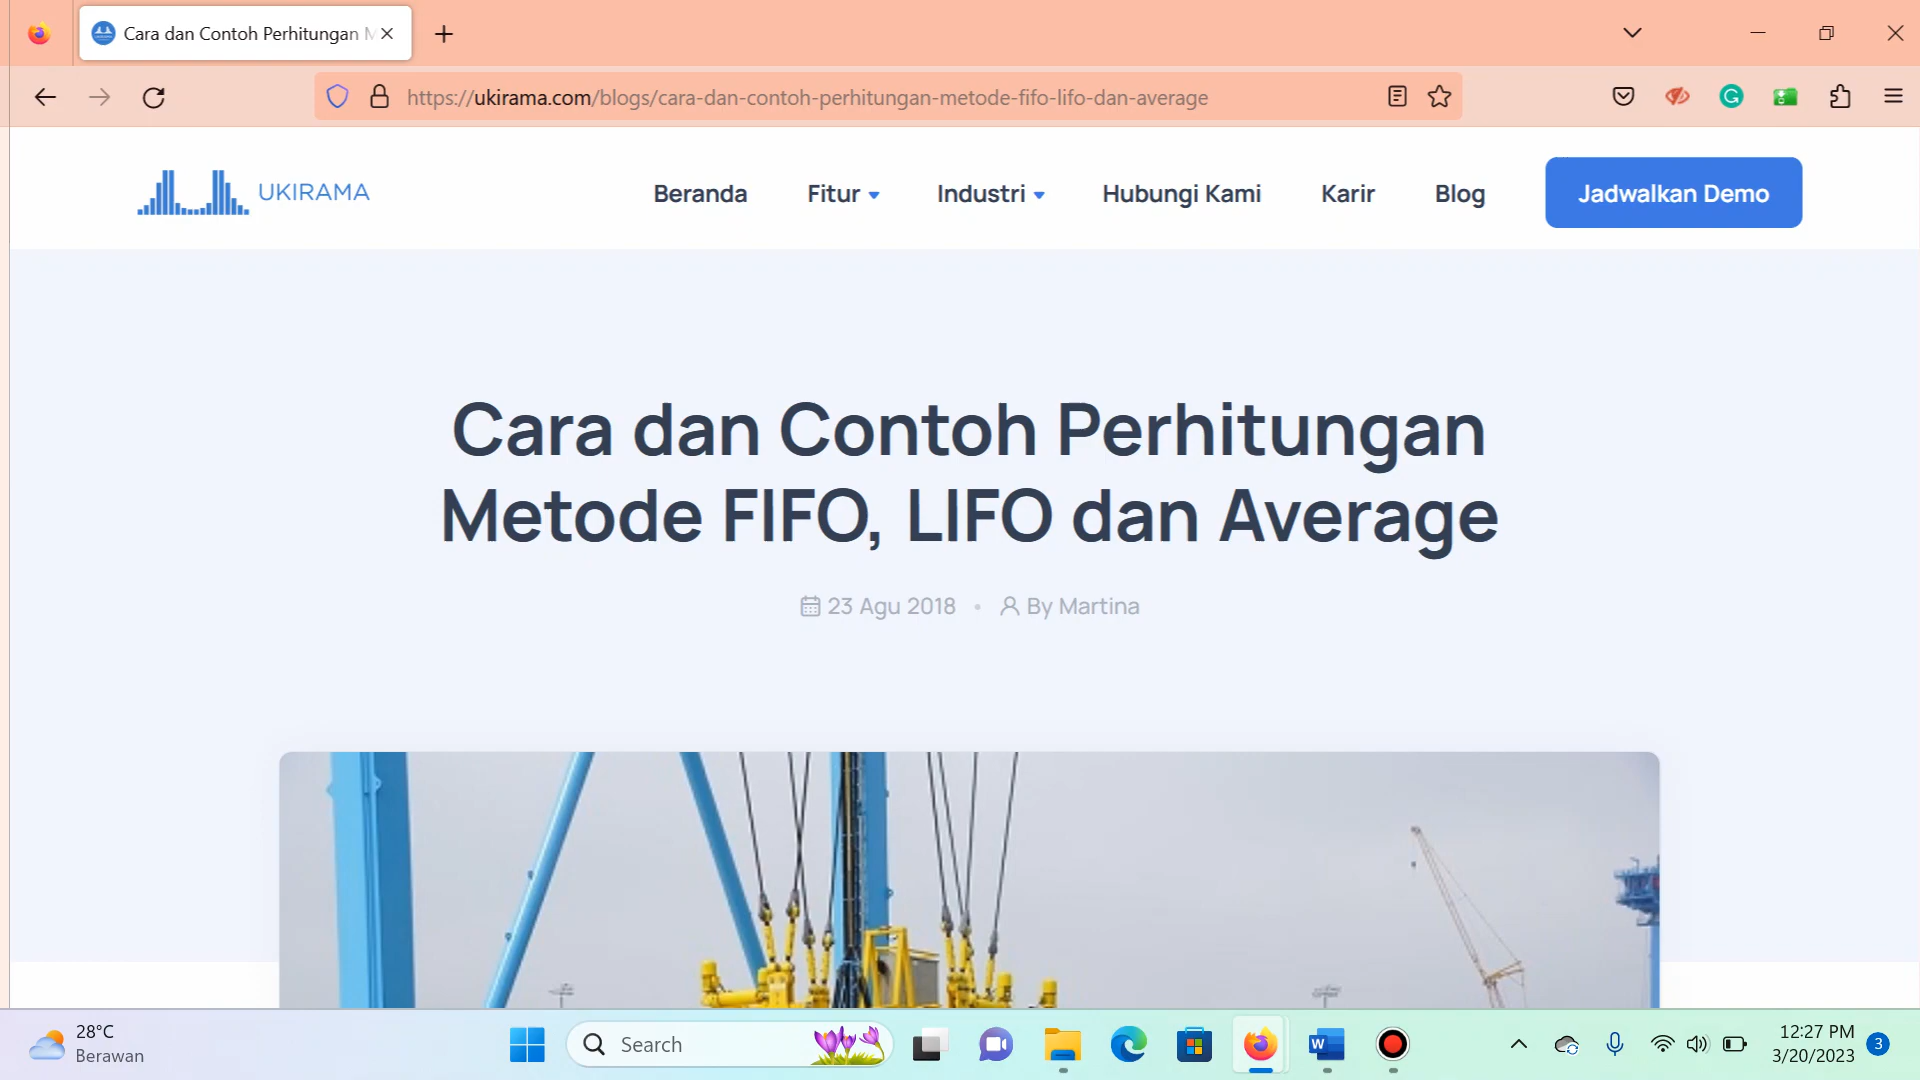 Cara dan Contoh Perhitungan M
https://ukirama.com/blogs/cara-dan-contoh-perhitungan-metode-fifo-lifo-dan-average
UKIRAMA
Beranda
Fitur
Industri
Hubungi Kami
Karir
Blog
Jadwalkan Demo
Cara dan Contoh Perhitungan
Metode FIFO, LIFO dan Average
23 Agu 2018 • By Martina
28°C
Berawan
Search
12:27 PM
3/20/2023
3